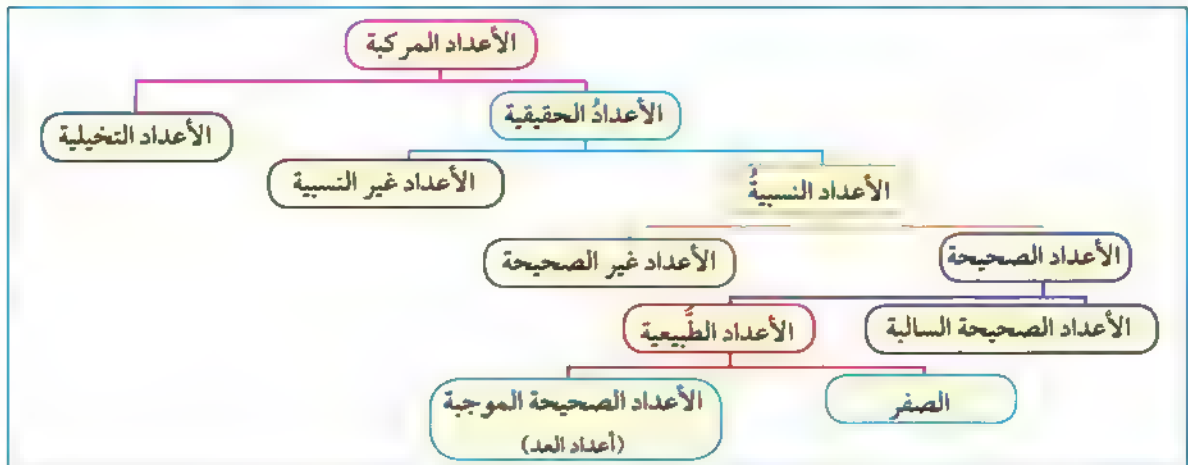 الأعداد المركبة
الأعدادُ الحقيقية
الأعداد التخيلية
الأعداد النسبيةُ
الأعداد غير النسبية
الأعداد الصحيحة
الأعداد غير الصحيحة
الأعداد الصحيحة السالبة
الأعداد الطَّبيعية
الصفر
الأعداد الصحيحة الموجبة
(أعداد العد)